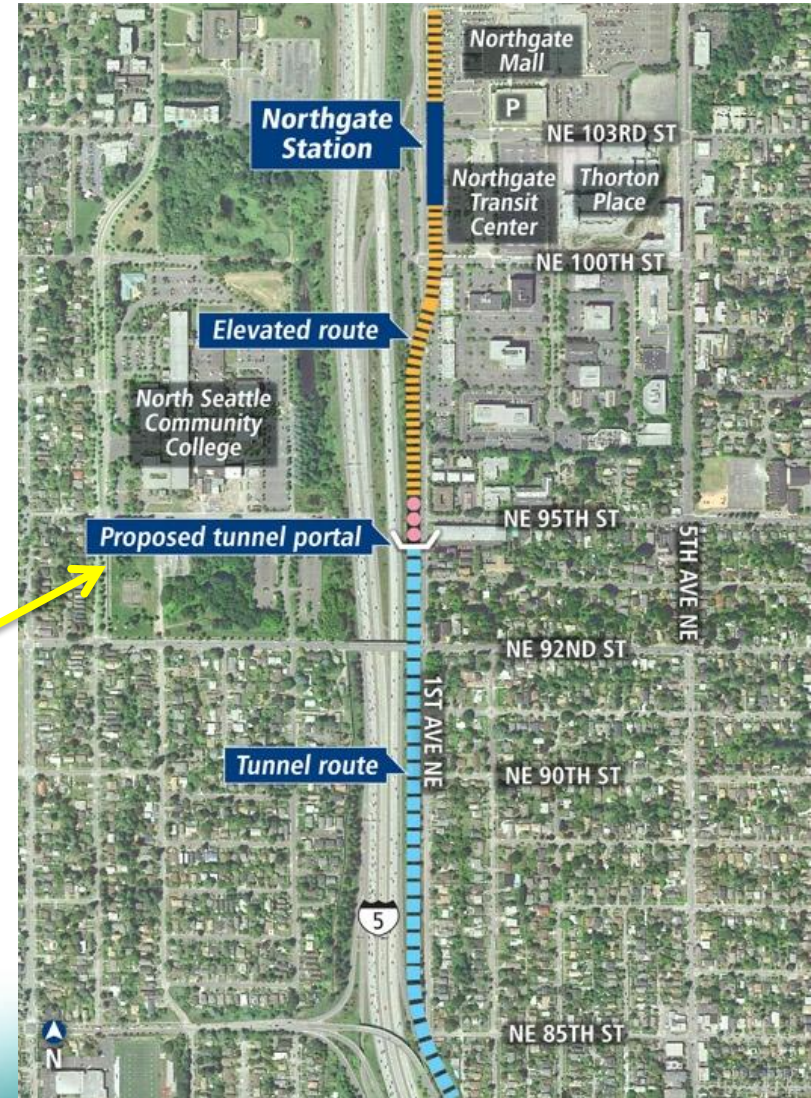 Northgate
Mall
P
Northgate
Station
NE 103RD ST
Northgate
Transit
Center
Thorton
Place
NE 100TH ST
Elevated route
North Seattle
Community
College
NE 95TH ST
Proposed tunnel portal
5TH AVE NE
NE 92ND ST
1ST AVE NE
Tunnel route
NE 90TH ST
5
NE 85TH ST
N